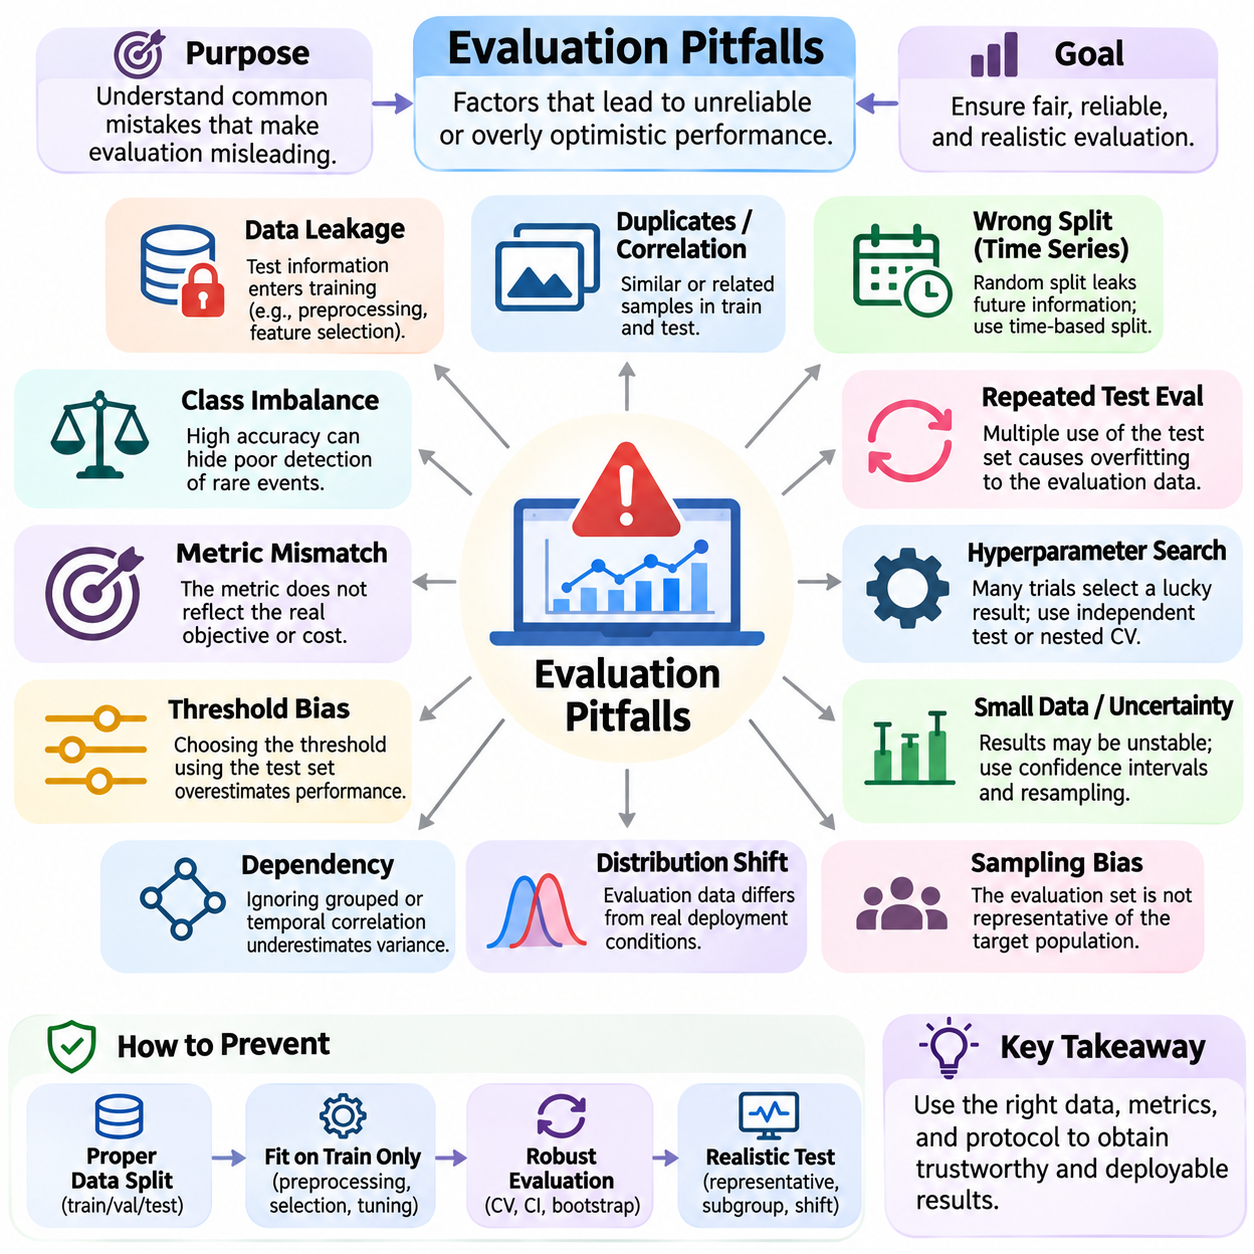 Purpose
Understand common
mistakes that make
evaluation misleading.
Evaluation Pitfalls
Factors that lead to unreliable
or overly optimistic performance.
Goal
Ensure fair, reliable,
and realistic evaluation.
Data Leakage
Test information
enters training
(e.g., preprocessing,
feature selection).
Duplicates /
Correlation
Similar or related
samples in train
and test.
Wrong Split
(Time Series)
Random split leaks
future information;
use time-based split.
Class Imbalance
High accuracy can
hide poor detection
of rare events.
Repeated Test Eval
Multiple use of the test
set causes overfitting
to the evaluation data.
Metric Mismatch
The metric does not
reflect the real
objective or cost.
Hyperparameter Search
Many trials select a lucky
result; use independent
test or nested CV.
Evaluation
Pitfalls
Threshold Bias
Choosing the threshold
using the test set
overestimates performance.
Small Data / Uncertainty
Results may be unstable;
use confidence intervals
and resampling.
Dependency
Ignoring grouped or
temporal correlation
underestimates variance.
Distribution Shift
Evaluation data differs
from real deployment
conditions.
Sampling Bias
The evaluation set is not
representative of the
target population.
How to Prevent
Proper
Data Split
(train/val/test)
Fit on Train Only
(preprocessing,
selection, tuning)
Robust
Evaluation
(CV, CI, bootstrap)
Realistic Test
(representative,
subgroup, shift)
Key Takeaway
Use the right data, metrics,
and protocol to obtain
trustworthy and deployable
results.